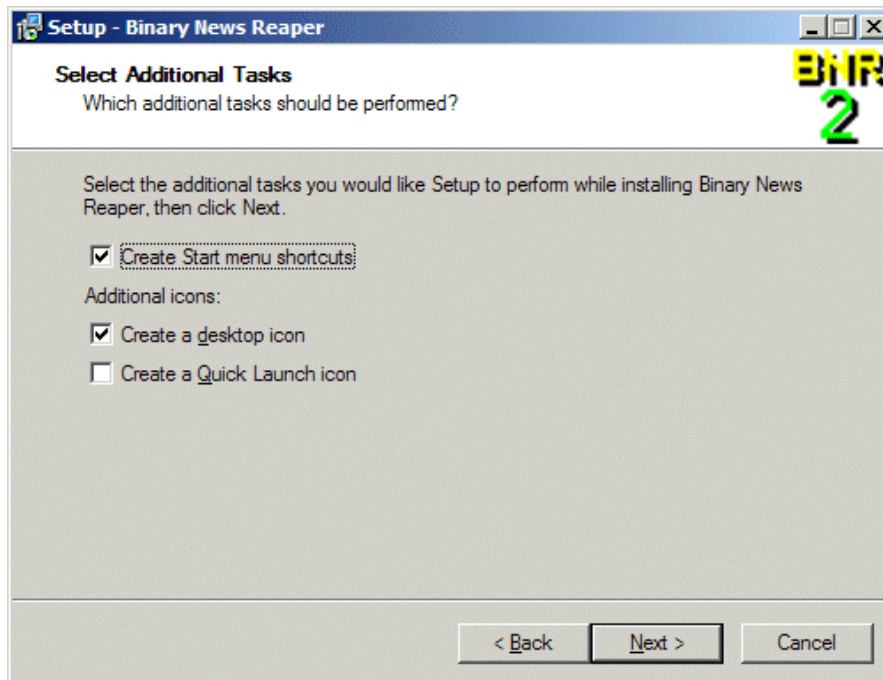 Setup - Binary News Reaper
Select Additional Tasks
Which additional tasks should be performed?
BNR
2
Select the additional tasks you would like Setup to perform while installing Binary News
Reaper, then click Next.
Create Start menu shortcuts
Additional icons:
Create a desktop icon
Create a Quick Launch icon
< Back
Next >
Cancel